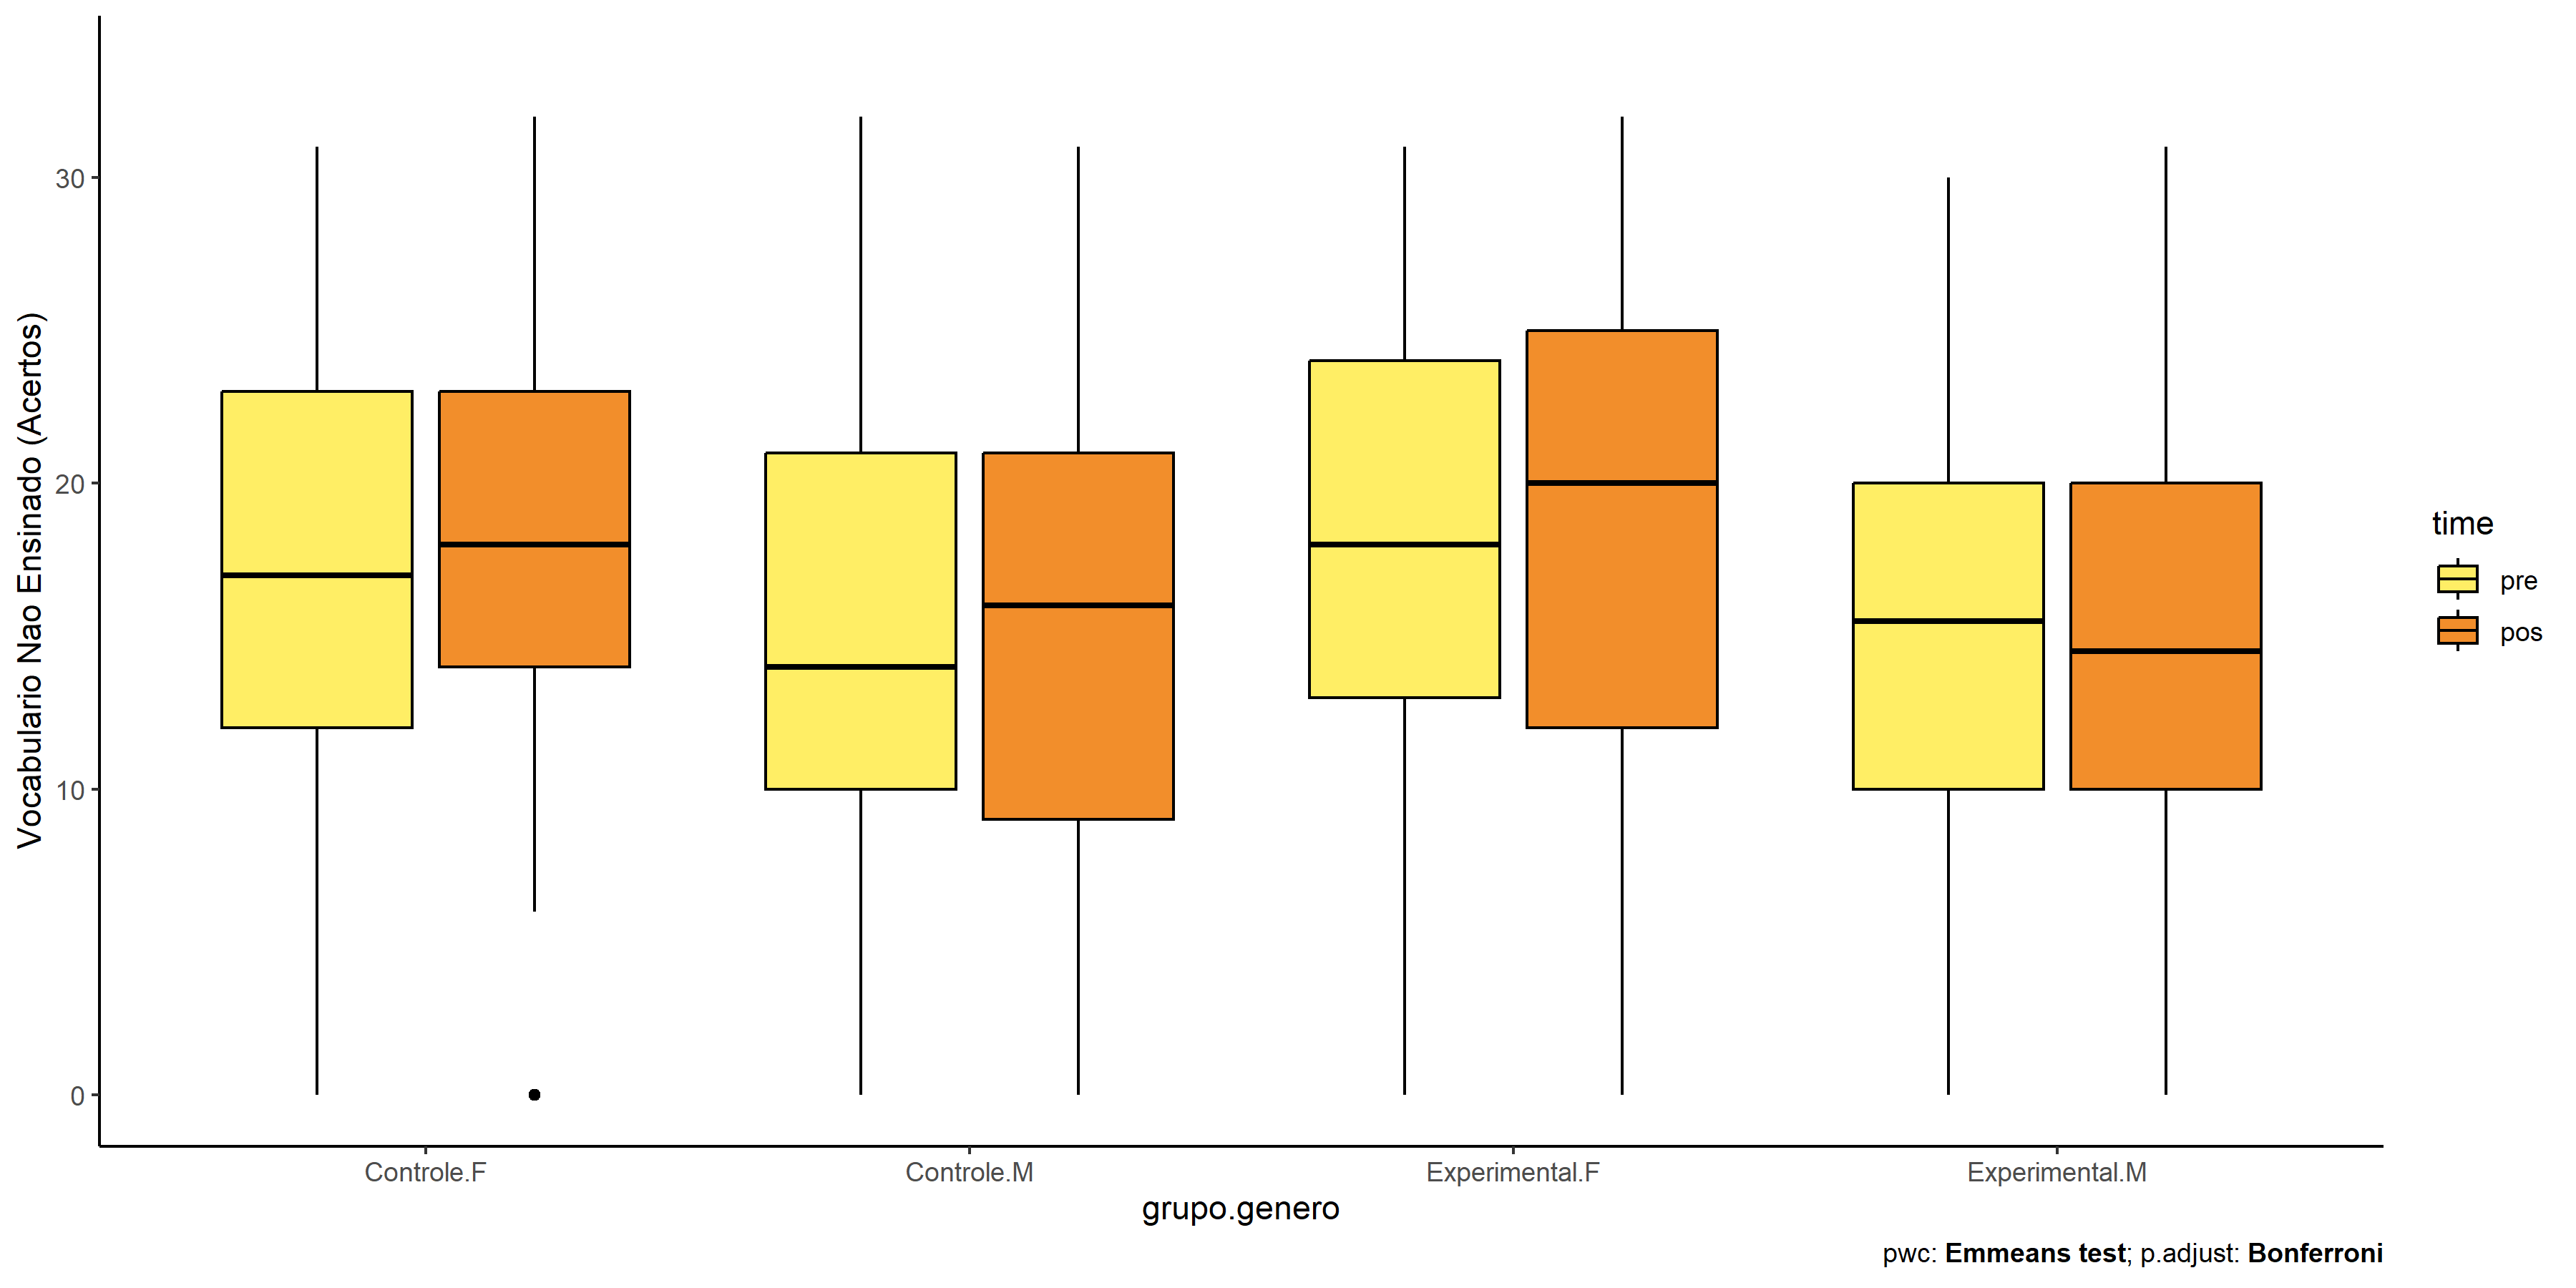 Vocabulario Nao Ensinado (Acertos)
30
20
10
0
Controle.F
Controle.M
Experimental.F
Experimental.M
grupo.genero
time
pre
pos
pwc: Emmeans test; p.adjust: Bonferroni